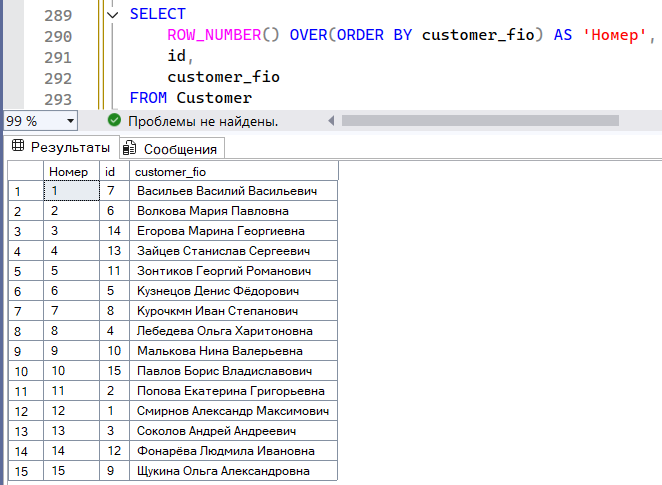 289 SELECT
290 ROW_NUMBER() OVER(ORDER BY customer_fio) AS 'Номер',
291 id,
292 customer_fio
293 FROM Customer
99 % Проблемы не найдены.
Результаты Сообщения
Номер id customer_fio
1 1 7 Васильев Василий Васильевич
2 2 6 Волкова Мария Павловна
3 3 14 Егорова Марина Георгиевна
4 4 13 Зайцев Станислав Сергеевич
5 5 11 Зонтиков Георгий Романович
6 6 5 Кузнецов Денис Фёдорович
7 7 8 Курочкмн Иван Степанович
8 8 4 Лебедева Ольга Харитоновна
9 9 10 Малькова Нина Валерьевна
10 10 15 Павлов Борис Владиславович
11 11 2 Попова Екатерина Григорьевна
12 12 1 Смирнов Александр Максимович
13 13 3 Соколов Андрей Андреевич
14 14 12 Фонарёва Людмила Ивановна
15 15 9 Щукина Ольга Александровна